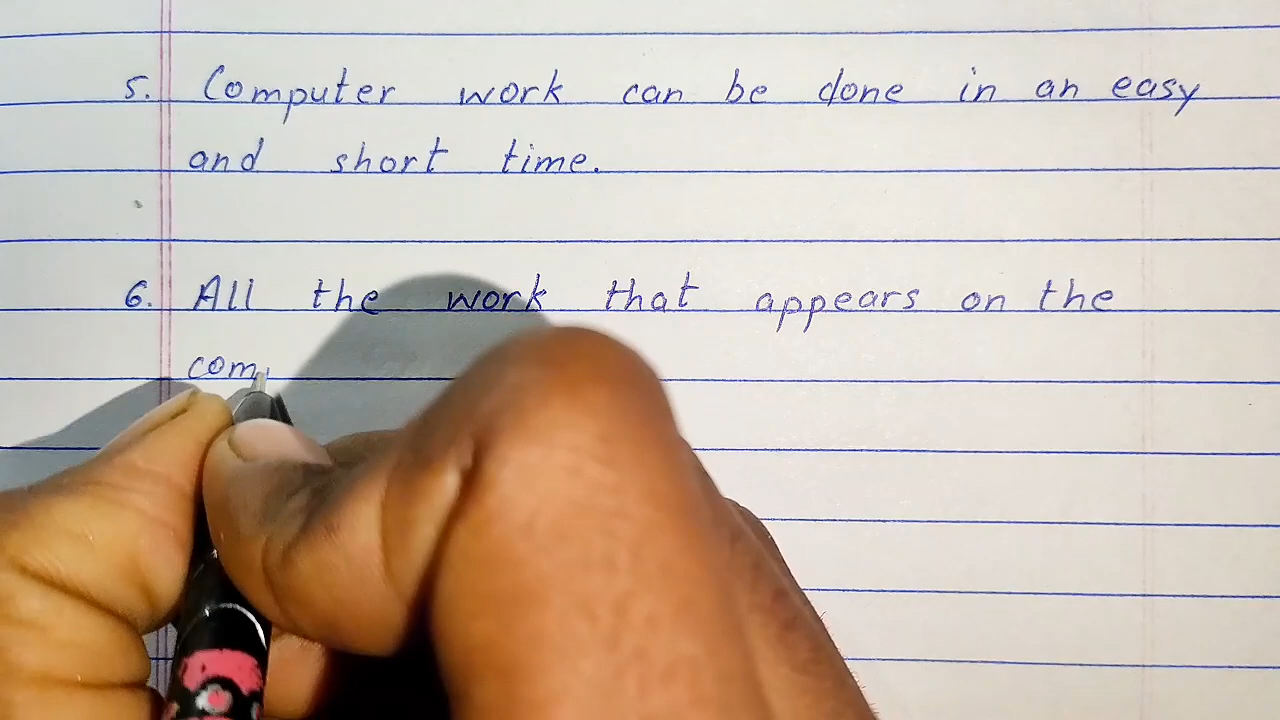 5. Computer work can be done in an easy
and short time.
6. All the work that appears on the
com